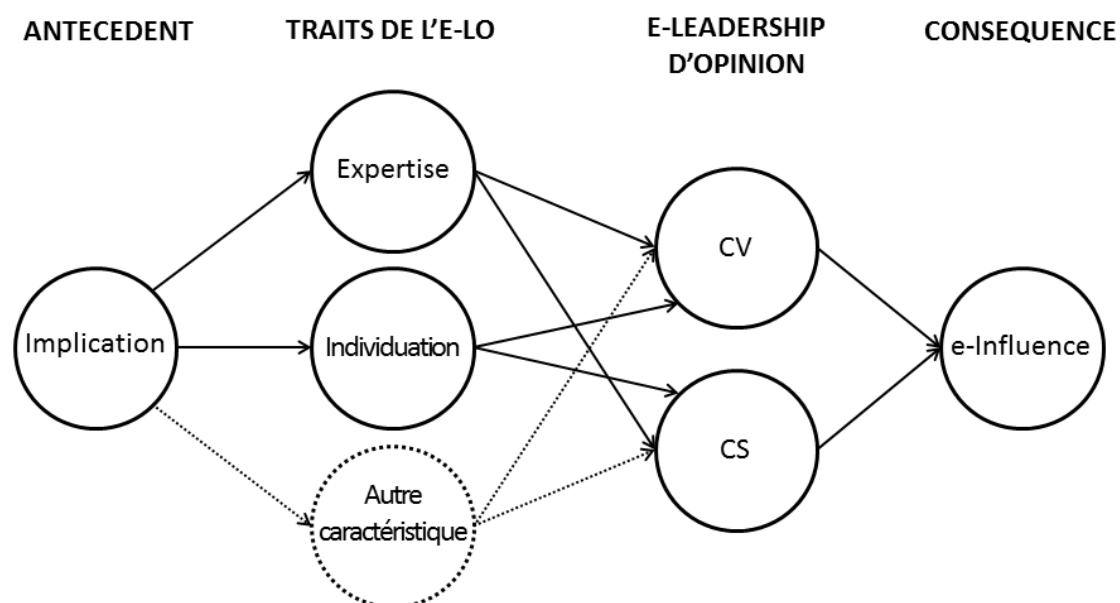 ANTECEDENT
TRAITS DE L'E-LO
E-LEADERSHIP
D'OPINION
CONSEQUENCE
Expertise
CV
Implication
Individuation
e-Influence
CS
Autre
caractéristique